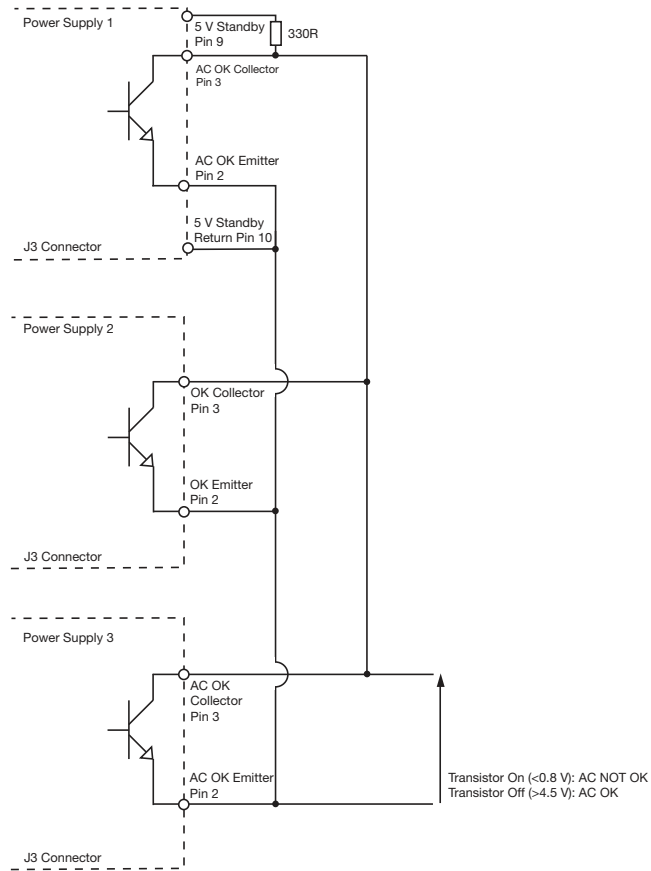 Power Supply 1
5 V Standby
Pin 9
330R
AC OK Collector
Pin 3
AC OK Emitter
Pin 2
5 V Standby
Return Pin 10
J3 Connector
Power Supply 2
OK Collector
Pin 3
OK Emitter
Pin 2
J3 Connector
Power Supply 3
AC OK
Collector
Pin 3
AC OK Emitter
Pin 2
Transistor On (<0.8 V): AC NOT OK
Transistor Off (>4.5 V): AC OK
J3 Connector